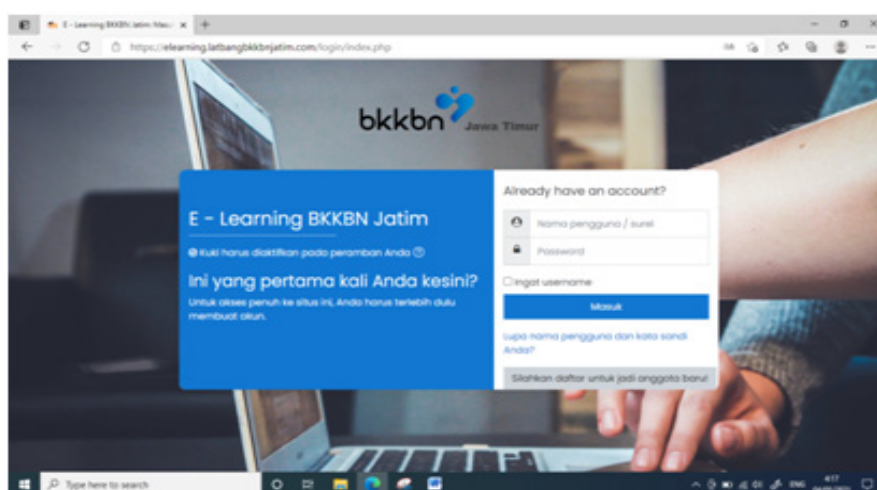 E - Learning BKKBN Jatim: Masu
https://elearning.latbangbkkbnjatim.com/login/index.php
bkkbn
Jawa Timur
E - Learning BKKBN Jatim
Kuki harus diaktifkan pada peramban Anda
Ini yang pertama kali Anda kesini?
Untuk akses penuh ke situs ini, Anda harus terlebih dulu
membuat akun.
Already have an account?
Nama pengguna / surel
Password
Ingat username
Masuk
Lupa nama pengguna dan kata sandi
Anda?
Silahkan daftar untuk jadi anggota baru!
Type here to search
ENG
4:17